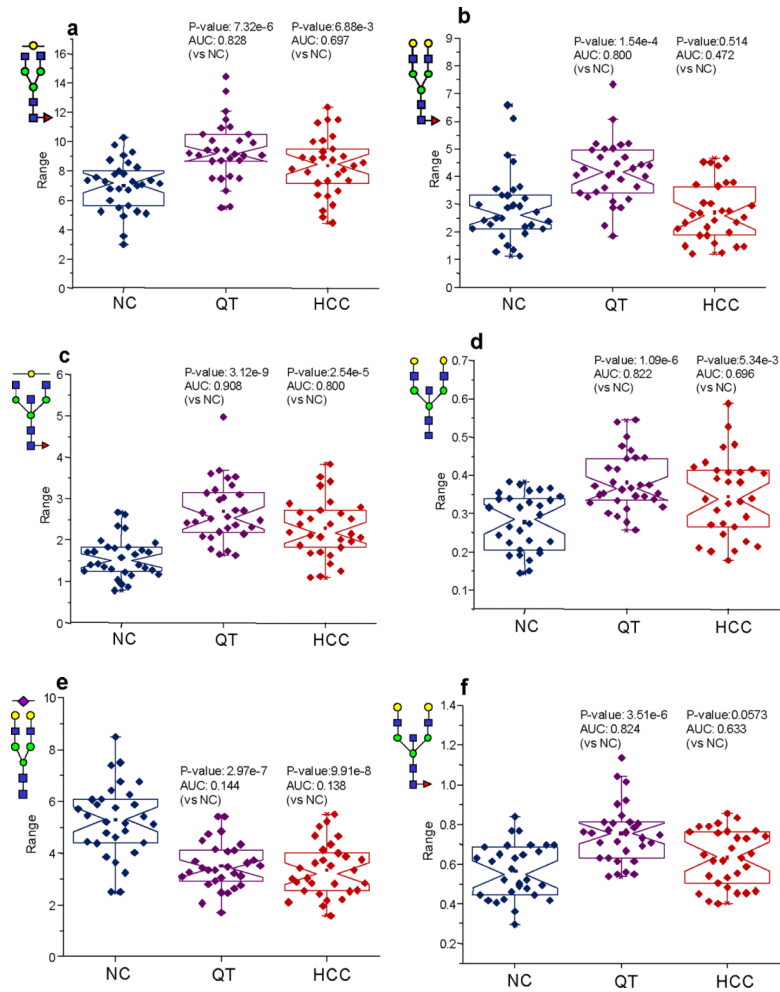 a
P-value: 7.32e-6 P-value:6.88e-3
AUC: 0.828 AUC: 0.697
(vs NC) (vs NC)
16
14
12
10
8
6
4
2
0
Range
NC QT HCC
b
P-value: 1.54e-4 P-value:0.514
AUC: 0.800 AUC: 0.472
(vs NC) (vs NC)
9
8
7
6
5
4
3
2
1
0
Range
NC QT HCC
c
P-value: 3.12e-9 P-value:2.54e-5
AUC: 0.908 AUC: 0.800
(vs NC) (vs NC)
6
5
4
3
2
1
0
Range
NC QT HCC
d
P-value: 1.09e-6 P-value:5.34e-3
AUC: 0.822 AUC: 0.696
(vs NC) (vs NC)
0.7
0.6
0.5
0.4
0.3
0.2
0.1
Range
NC QT HCC
e
P-value: 2.97e-7 P-value:9.91e-8
AUC: 0.144 AUC: 0.138
(vs NC) (vs NC)
10
8
6
4
2
0
Range
NC QT HCC
f
P-value: 3.51e-6 P-value:0.0573
AUC: 0.824 AUC: 0.633
(vs NC) (vs NC)
1.4
1.2
1.0
0.8
0.6
0.4
0.2
Range
NC QT HCC